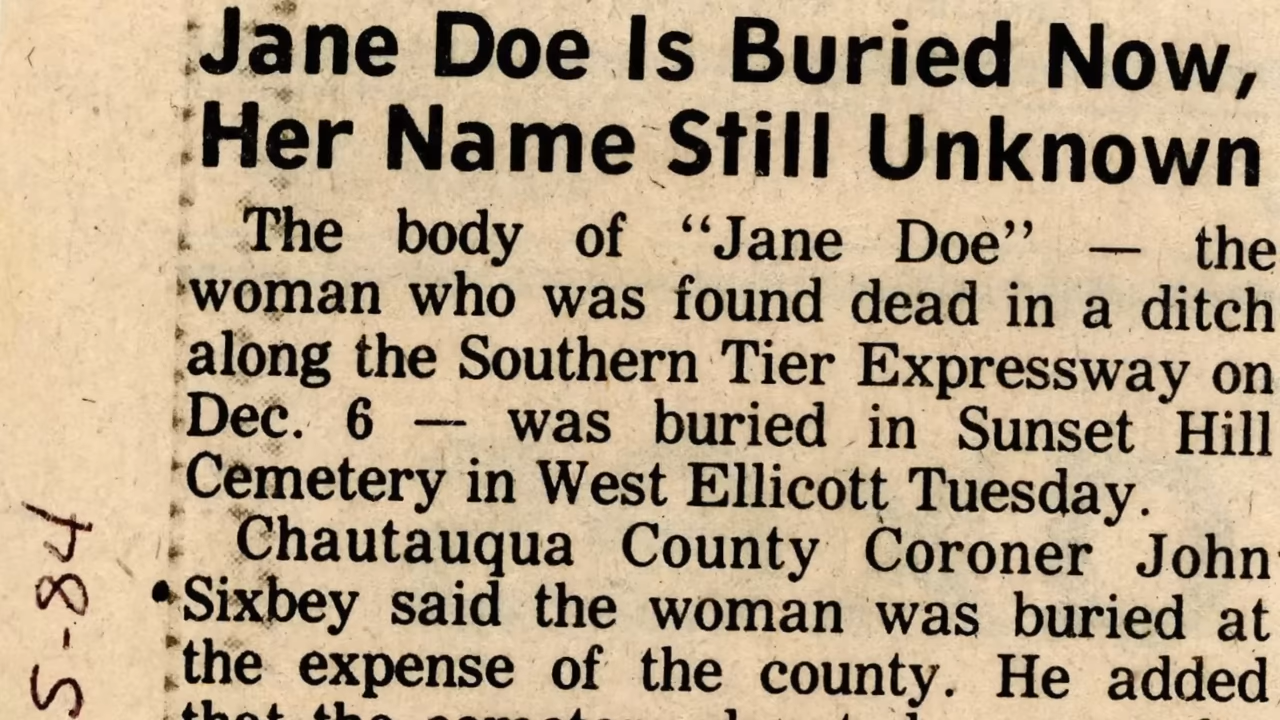 Jane Doe Is Buried Now,
Her Name Still Unknown
The body of “Jane Doe” — the
woman who was found dead in a ditch
along the Southern Tier Expressway on
Dec. 6 — was buried in Sunset Hill
Cemetery in West Ellicott Tuesday.
Chautauqua County Coroner John
Sixbey said the woman was buried at
the expense of the county. He added
that the
5-84